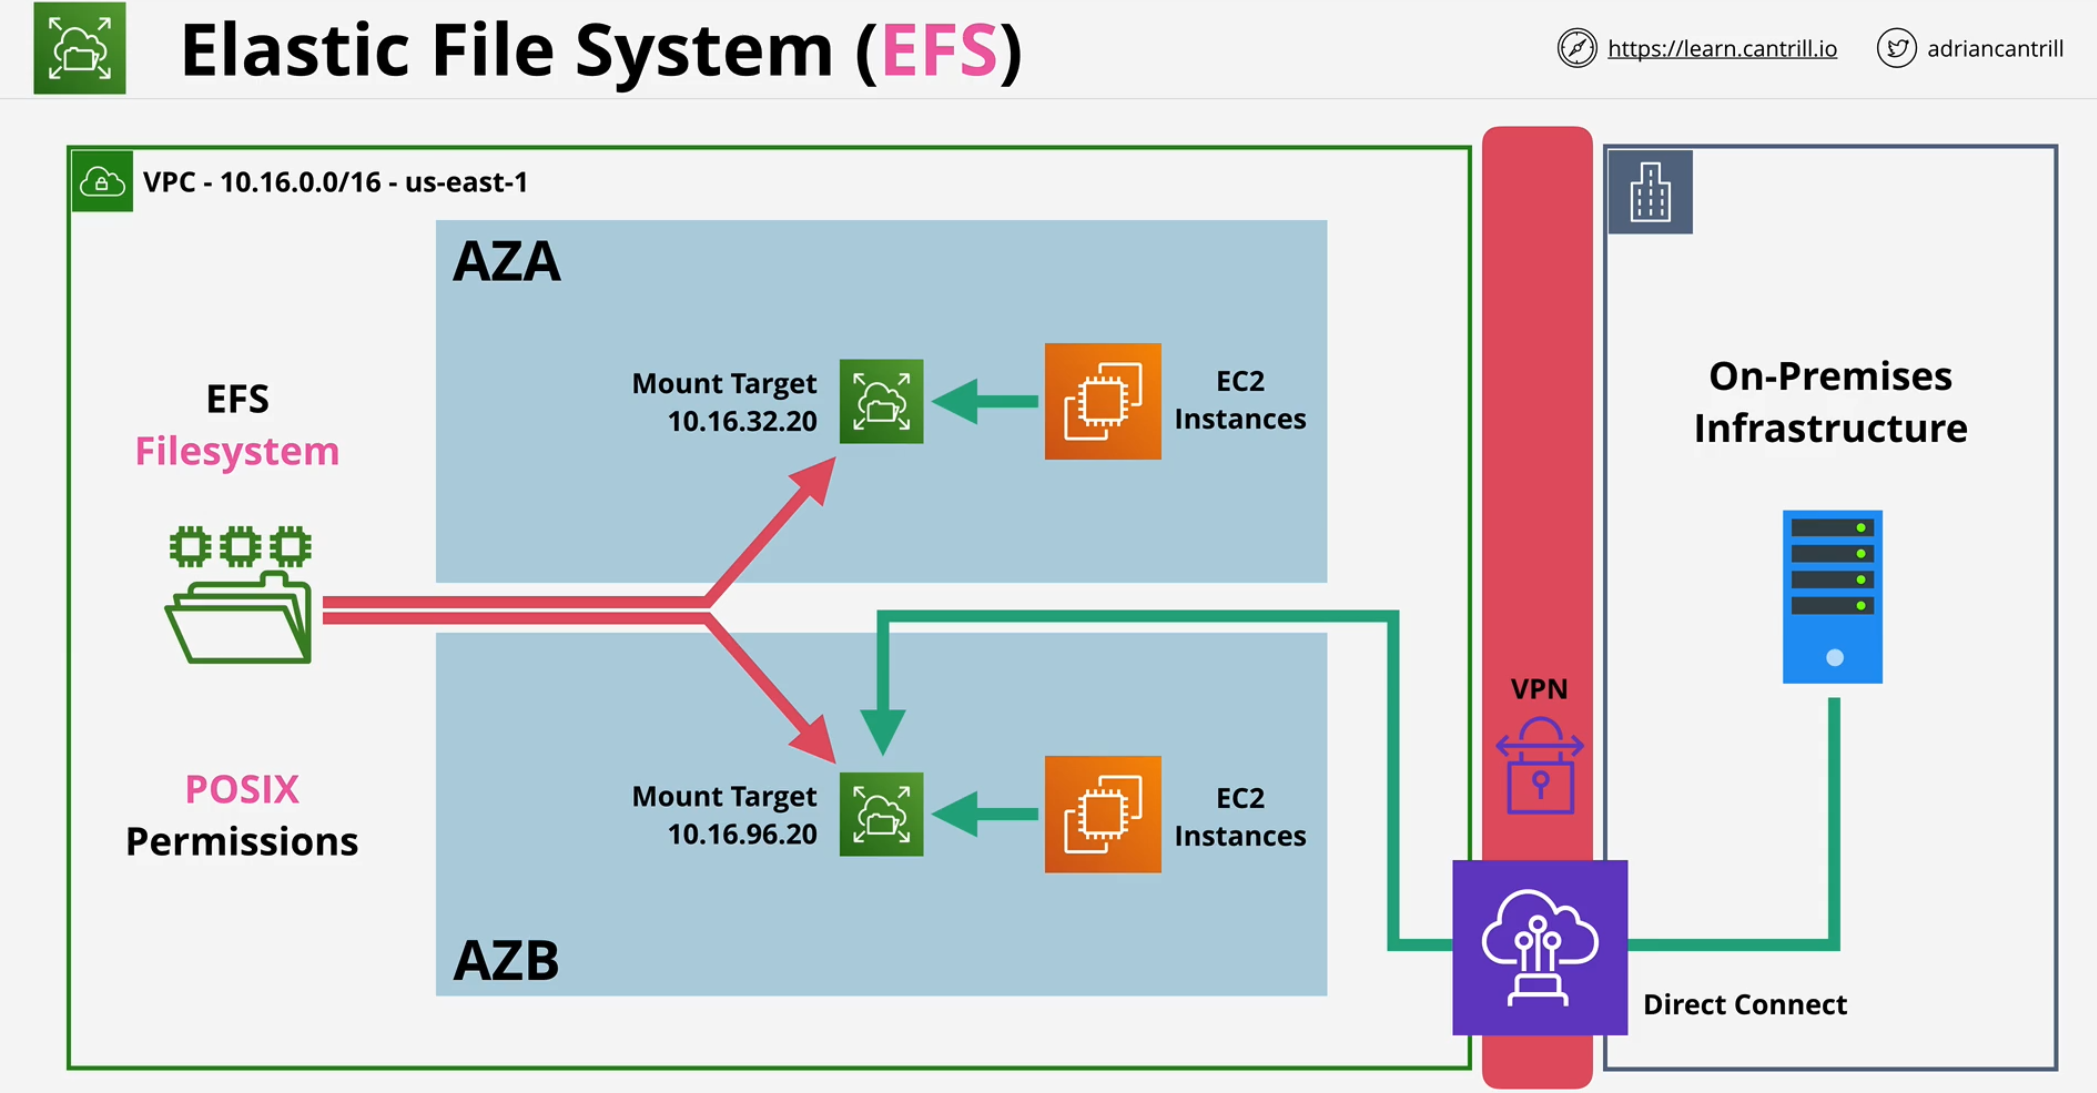 Elastic File System (EFS)
https://learn.cantrill.io
adriancantrill
VPC - 10.16.0.0/16 - us-east-1
AZA
Mount Target
10.16.32.20
EC2
Instances
EFS
Filesystem
POSIX
Permissions
Mount Target
10.16.96.20
EC2
Instances
AZB
VPN
On-Premises
Infrastructure
Direct Connect